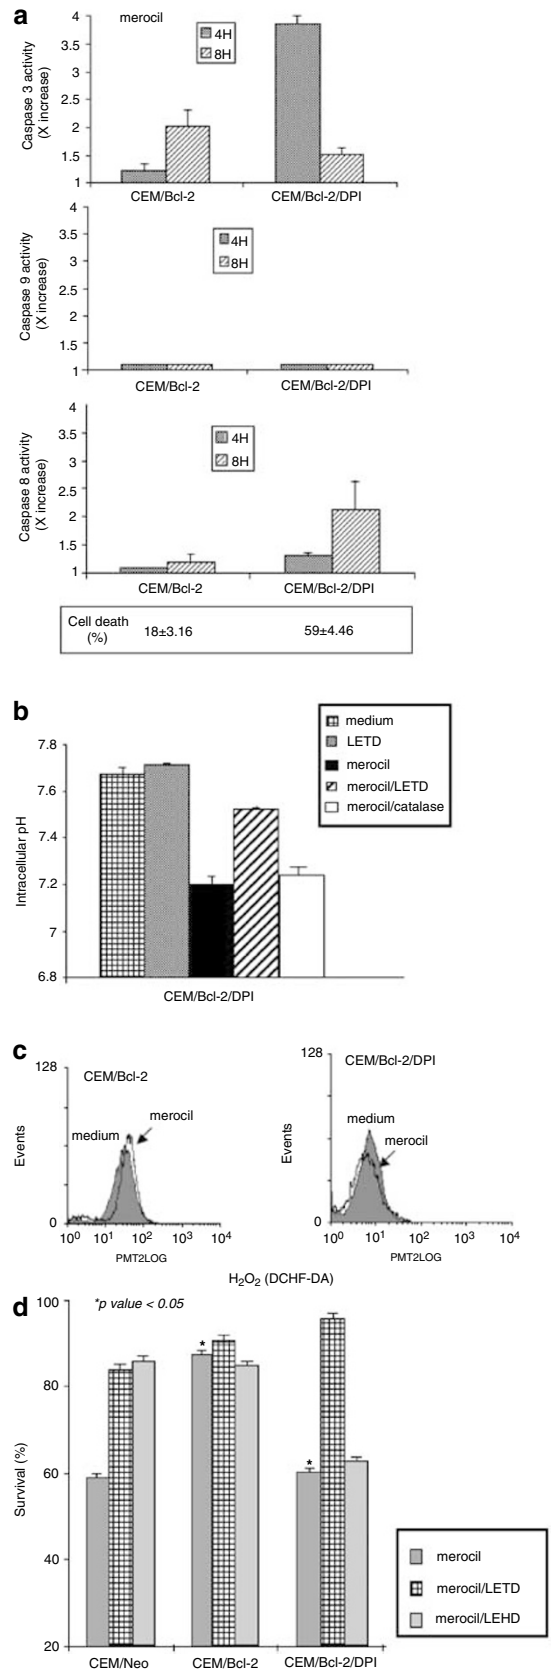 a
merocil
4H
8H
Caspase 3 activity
(X increase)
4
3.5
3
2.5
2
1.5
1
CEM/Bcl-2
CEM/Bcl-2/DPI
4H
8H
Caspase 9 activity
(X increase)
4
3.5
3
2.5
2
1.5
1
CEM/Bcl-2
CEM/Bcl-2/DPI
4H
8H
Caspase 8 activity
(X increase)
4
3.5
3
2.5
2
1.5
1
CEM/Bcl-2
CEM/Bcl-2/DPI
Cell death
(%)
18±3.16
59±4.46
b
medium
LETD
merocil
merocil/LETD
merocil/catalase
Intracellular pH
7.8
7.6
7.4
7.2
7
6.8
CEM/Bcl-2/DPI
c
128
CEM/Bcl-2
merocil
medium
Events
0
10⁰ 10¹ 10² 10³ 10⁴
PMT2LOG
128
CEM/Bcl-2/DPI
medium
merocil
Events
0
10⁰ 10¹ 10² 10³ 10⁴
PMT2LOG
H₂O₂ (DCHF-DA)
d
*p value < 0.05
Survival (%)
100
80
60
40
20
*
*
merocil
merocil/LETD
merocil/LEHD
CEM/Neo
CEM/Bcl-2
CEM/Bcl-2/DPI